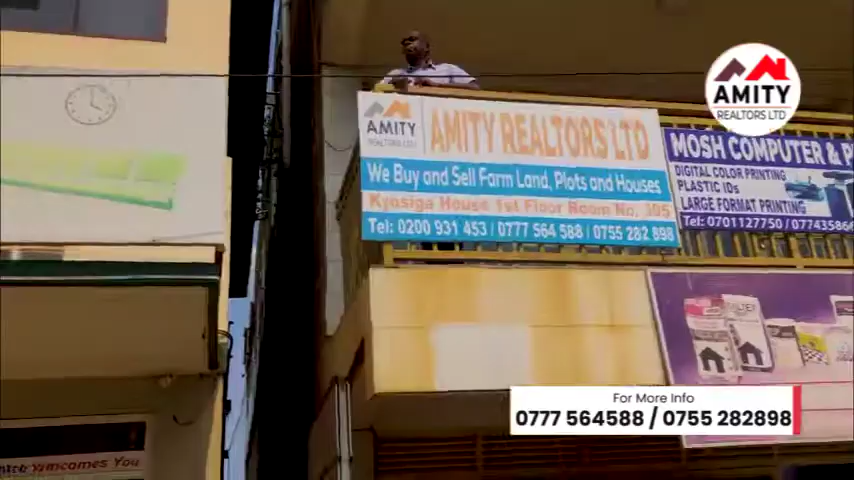 AMITY
REALTORS LTD
AMITY REALTORS LTD
AMITY
REALTORS LTD
We Buy and Sell Farm Land, Plots and Houses
Kyosiga House 1st Floor Room No. 105
Tel: 0200 931 453, 0777 564 588 / 0755 282 898
MOSH COMPUTER & P
DIGITAL COLOR PRINTING
PLASTIC IDs
LARGE FORMAT PRINTING
Tel: 0701127750 / 07743586
For More Info
0777 564588 / 0755 282898
comes You